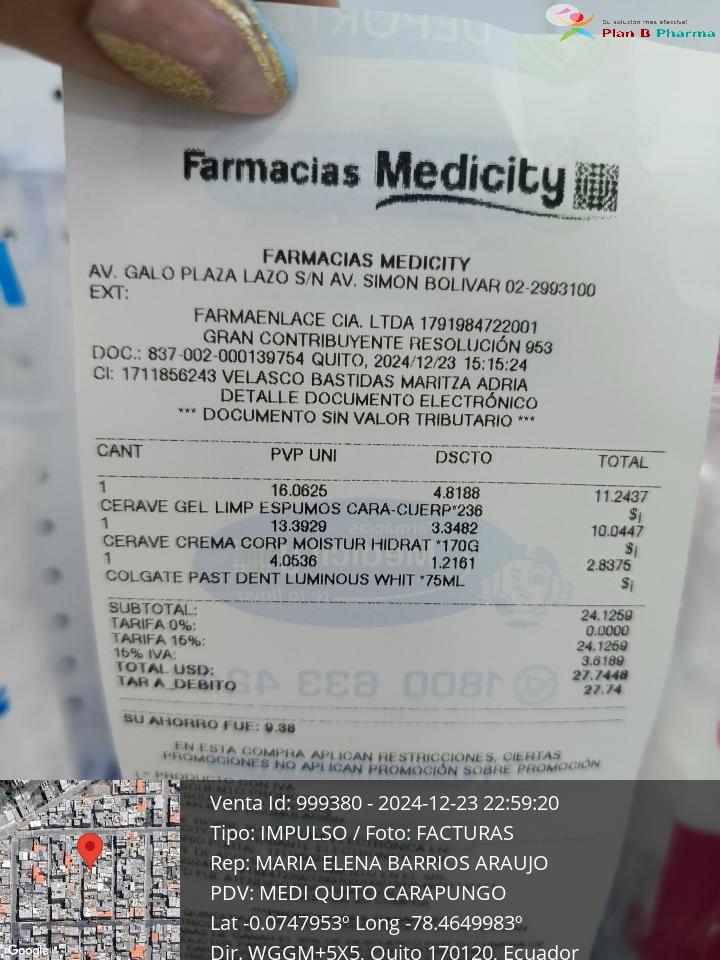 Su solución mas efectiva!
Plan B Pharma
Farmacias Medicity
FARMACIAS MEDICITY
AV. GALO PLAZA LAZO S/N AV. SIMON BOLIVAR 02-2993100
EXT:
FARMAENLACE CIA. LTDA 1791984722001
GRAN CONTRIBUYENTE RESOLUCIÓN 953
DOC.: 837-002-000139754 QUITO, 2024/12/23 15:15:24
CI: 1711856243 VELASCO BASTIDAS MARITZA ADRIA
DETALLE DOCUMENTO ELECTRÓNICO
*** DOCUMENTO SIN VALOR TRIBUTARIO ***
CANT PVP UNI DSCTO TOTAL
1 16.0625 4.8188 11.2437
CERAVE GEL LIMP ESPUMOS CARA-CUERP*236 $¡
1 13.3929 3.3482 10.0447
CERAVE CREMA CORP MOISTUR HIDRAT *170G $¡
1 4.0536 1.2161 2.8375
COLGATE PAST DENT LUMINOUS WHIT *75ML $¡
SUBTOTAL: 24.1259
TARIFA 0%: 0.0000
TARIFA 15%: 24.1259
15% IVA: 3.6189
TOTAL USD: 27.7448
TAR A_DEBITO 27.74
SU AHORRO FUE: 9.38
EN ESTA COMPRA APLICAN RESTRICCIONES, CIERTAS
PROMOCIONES NO APLICAN PROMOCIÓN SOBRE PROMOCIÓN
PRODUCTO CON IVA
Venta Id: 999380 - 2024-12-23 22:59:20
Tipo: IMPULSO / Foto: FACTURAS
Rep: MARIA ELENA BARRIOS ARAUJO
PDV: MEDI QUITO CARAPUNGO
Lat -0.0747953º Long -78.4649983º
Dir. WGGM+5X5, Quito 170120, Ecuador
Google